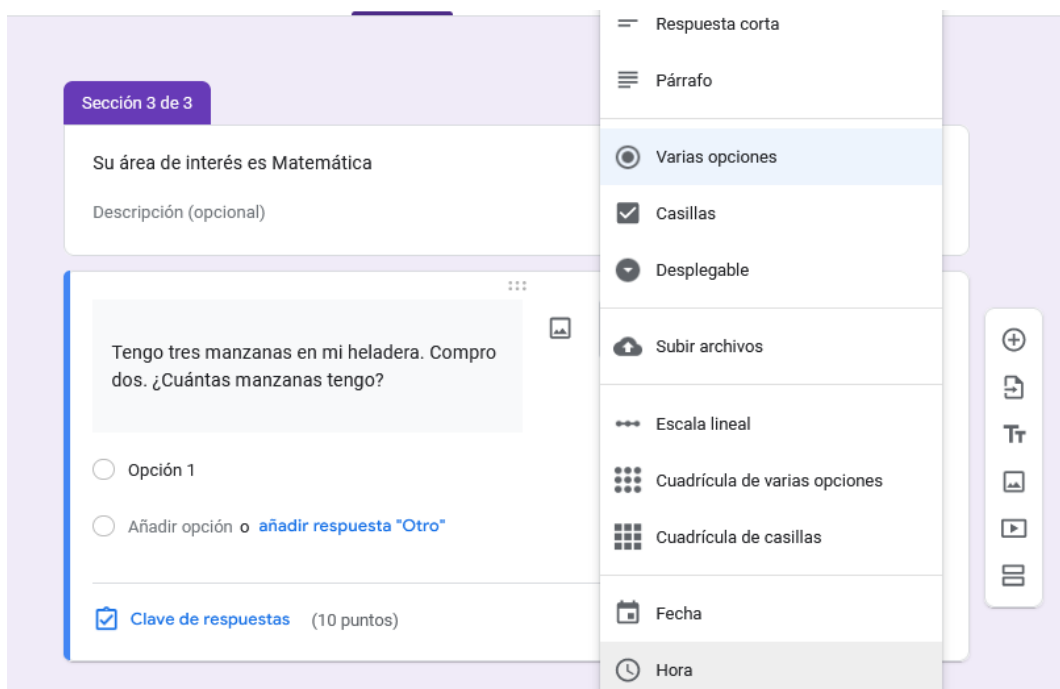 Sección 3 de 3
Su área de interés es Matemática
Descripción (opcional)
Tengo tres manzanas en mi heladera. Compro
dos. ¿Cuántas manzanas tengo?
Opción 1
Añadir opción o añadir respuesta "Otro"
Clave de respuestas (10 puntos)
Respuesta corta
Párrafo
Varias opciones
Casillas
Desplegable
Subir archivos
Escala lineal
Cuadrícula de varias opciones
Cuadrícula de casillas
Fecha
Hora
Tт